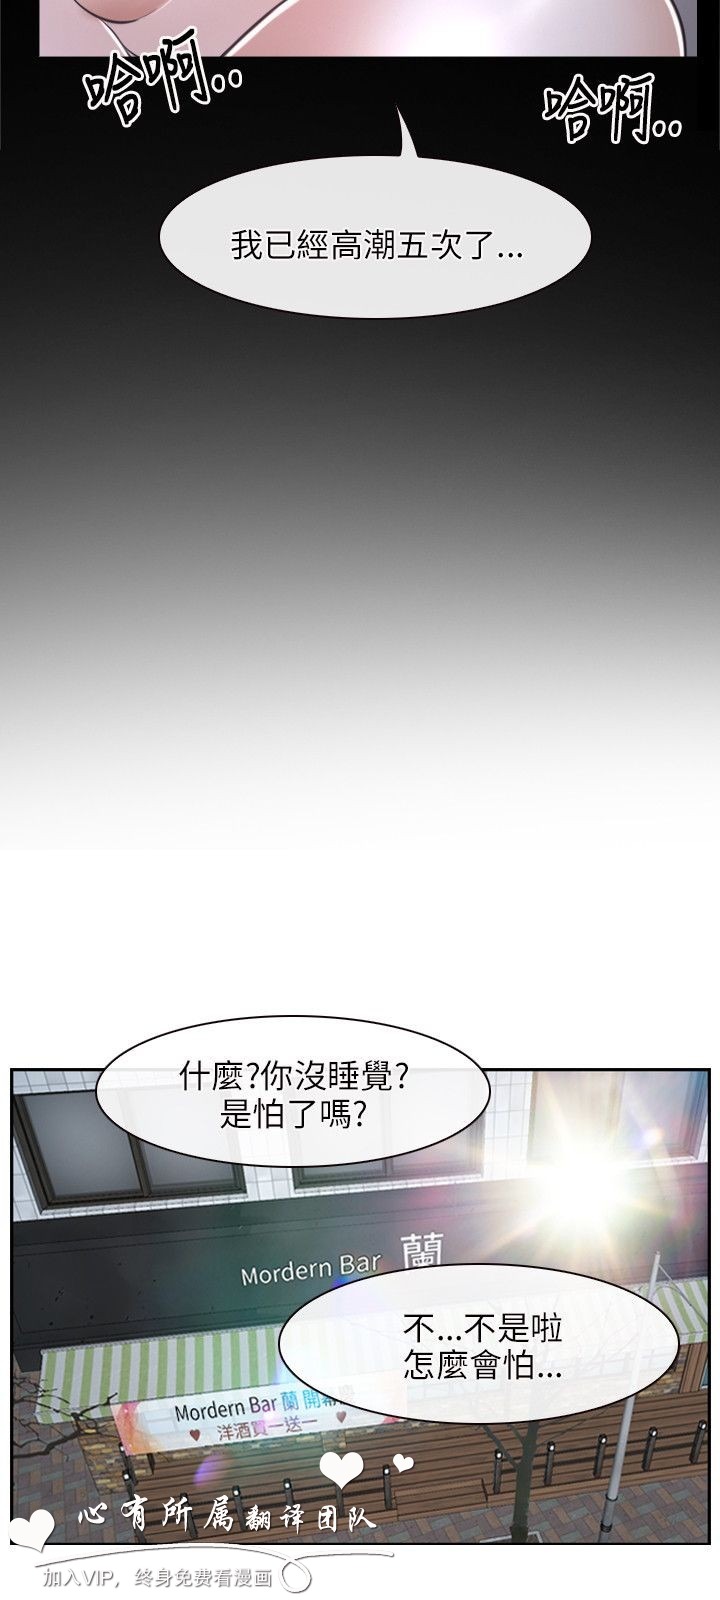 哈啊..
哈啊..
我已經高潮五次了...
什麼?你沒睡覺?
是怕了嗎?
Mordern Bar 蘭
不...不是啦
怎麼會怕...
Mordern Bar 蘭 開幕慶
洋酒買一送一
心有所属翻译团队
加入VIP，终身免费看漫画